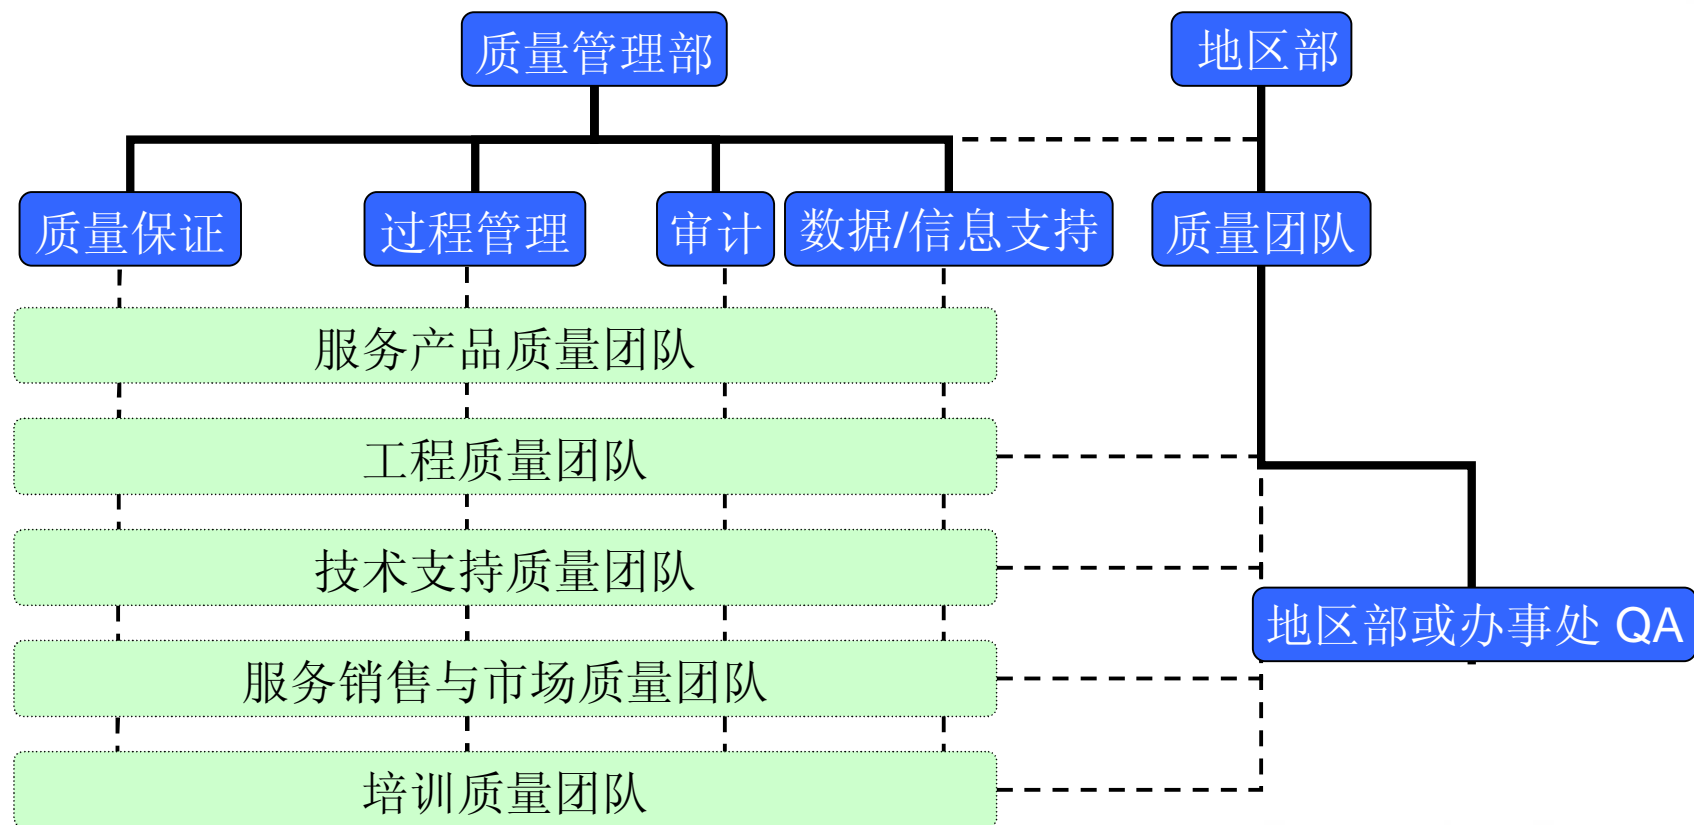 质量管理部
地区部
质量保证
过程管理
审计
数据/信息支持
质量团队
服务产品质量团队
工程质量团队
技术支持质量团队
地区部或办事处 QA
服务销售与市场质量团队
培训质量团队